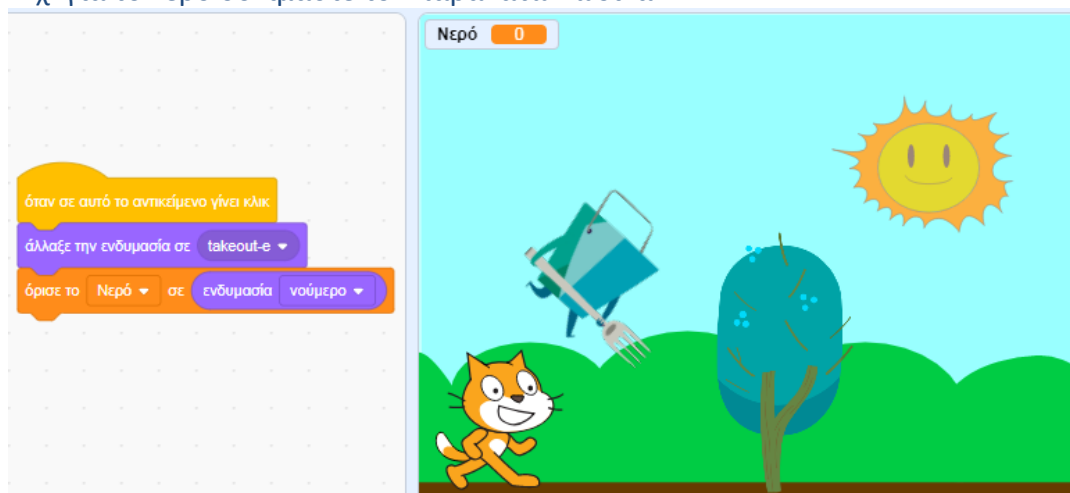 Νερό 0
όταν σε αυτό το αντικείμενο γίνει κλικ
άλλαξε την ενδυμασία σε takeout-e
όρισε το Νερό σε ενδυμασία νούμερο